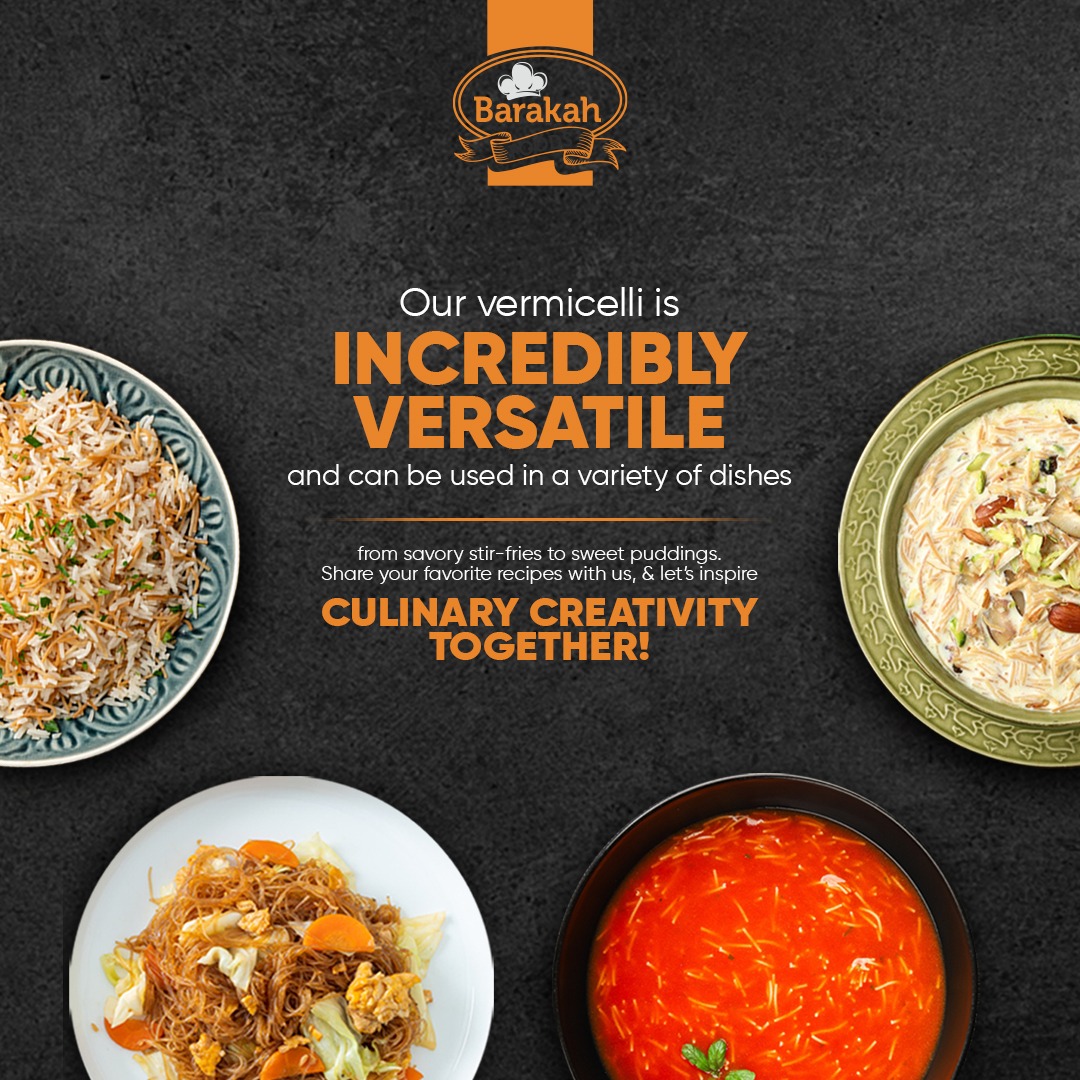 Barakah
Our vermicelli is
INCREDIBLY
VERSATILE
and can be used in a variety of dishes
from savory stir-fries to sweet puddings.
Share your favorite recipes with us, & let's inspire
CULINARY CREATIVITY
TOGETHER!